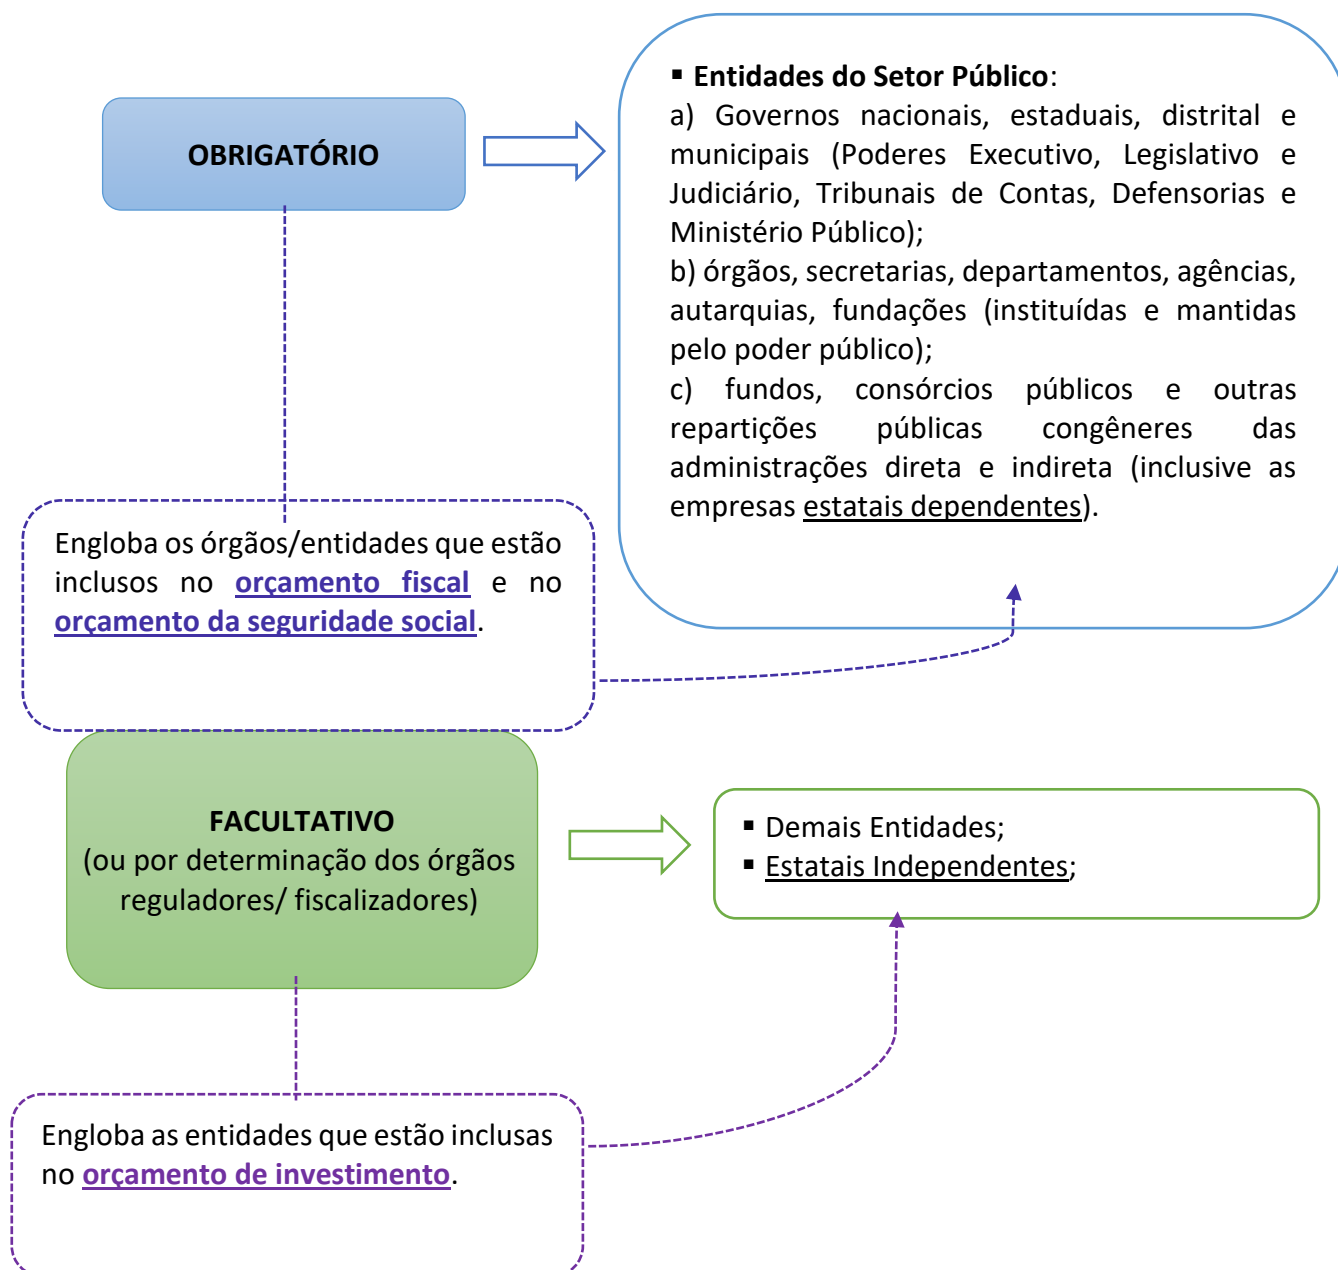 OBRIGATÓRIO
▪ Entidades do Setor Público:
a) Governos nacionais, estaduais, distrital e
municipais (Poderes Executivo, Legislativo e
Judiciário, Tribunais de Contas, Defensorias e
Ministério Público);
b) órgãos, secretarias, departamentos, agências,
autarquias, fundações (instituídas e mantidas
pelo poder público);
c) fundos, consórcios públicos e outras
repartições públicas congêneres das
administrações direta e indireta (inclusive as
empresas estatais dependentes).
Engloba os órgãos/entidades que estão
inclusos no orçamento fiscal e no
orçamento da seguridade social.
FACULTATIVO
(ou por determinação dos órgãos
reguladores/ fiscalizadores)
▪ Demais Entidades;
▪ Estatais Independentes;
Engloba as entidades que estão inclusas
no orçamento de investimento.